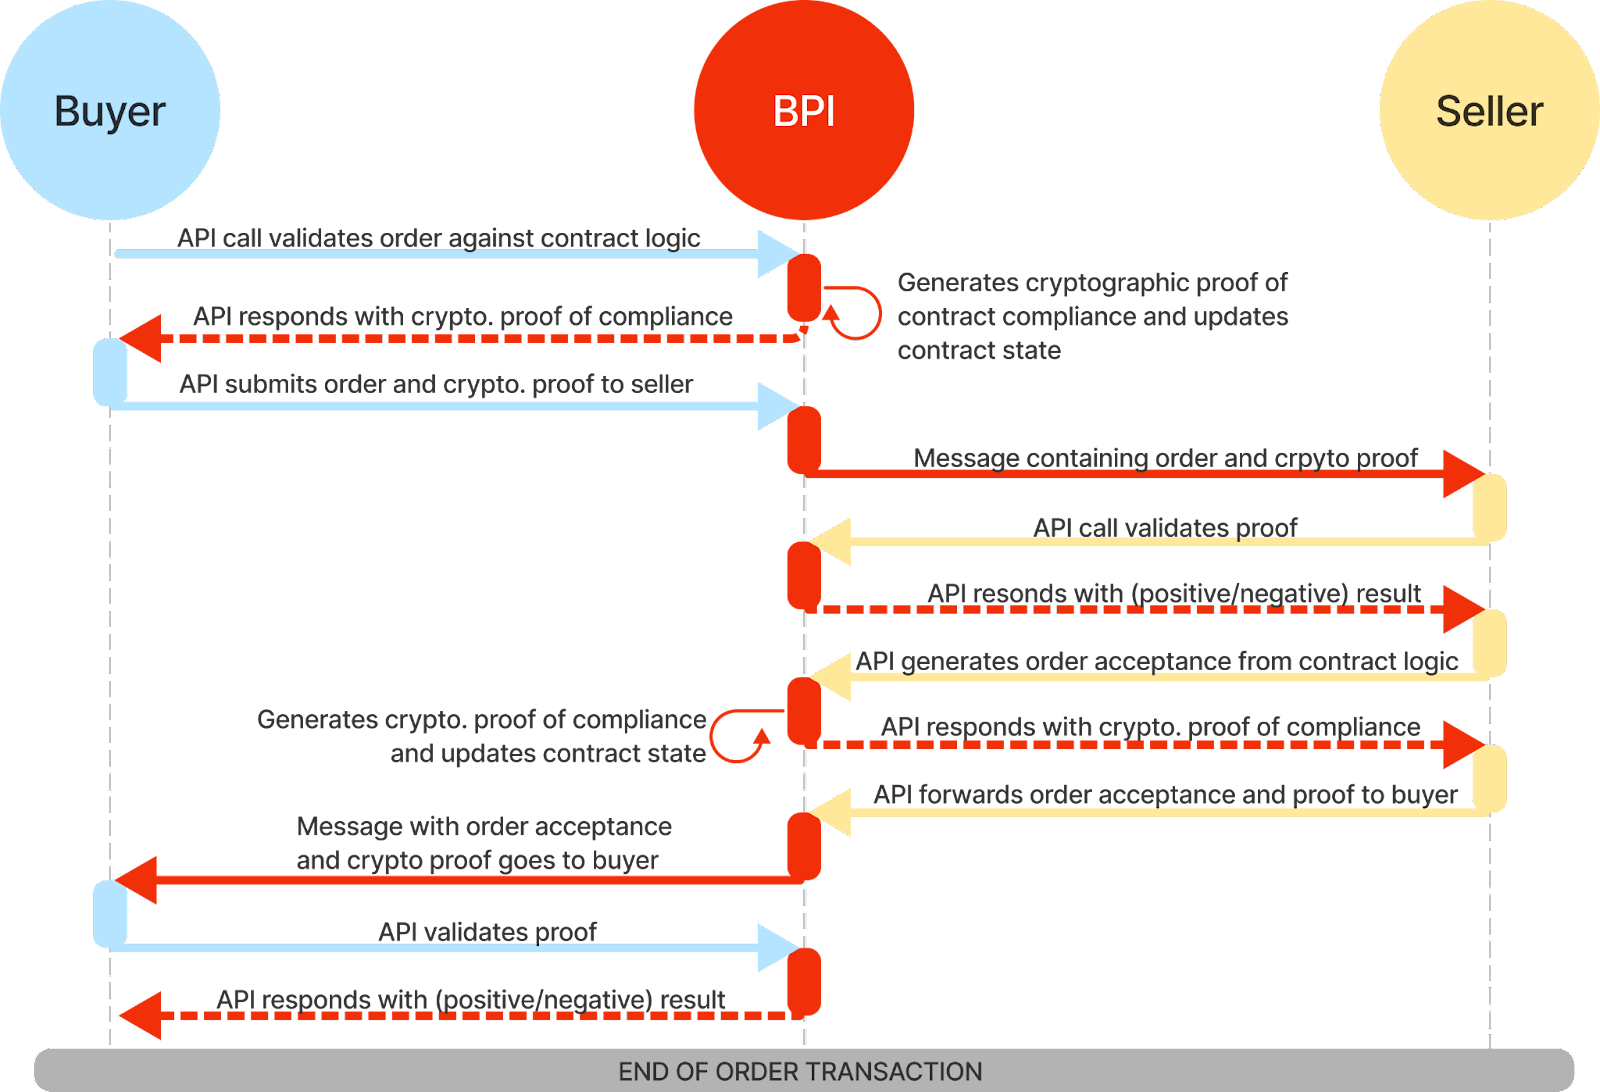 Buyer
BPI
Seller
API call validates order against contract logic
Generates cryptographic proof of
contract compliance and updates
contract state
API responds with crypto. proof of compliance
API submits order and crypto. proof to seller
Message containing order and crpyto proof
API call validates proof
API resonds with (positive/negative) result
API generates order acceptance from contract logic
Generates crypto. proof of compliance
and updates contract state
API responds with crypto. proof of compliance
API forwards order acceptance and proof to buyer
Message with order acceptance
and crypto proof goes to buyer
API validates proof
API responds with (positive/negative) result
END OF ORDER TRANSACTION